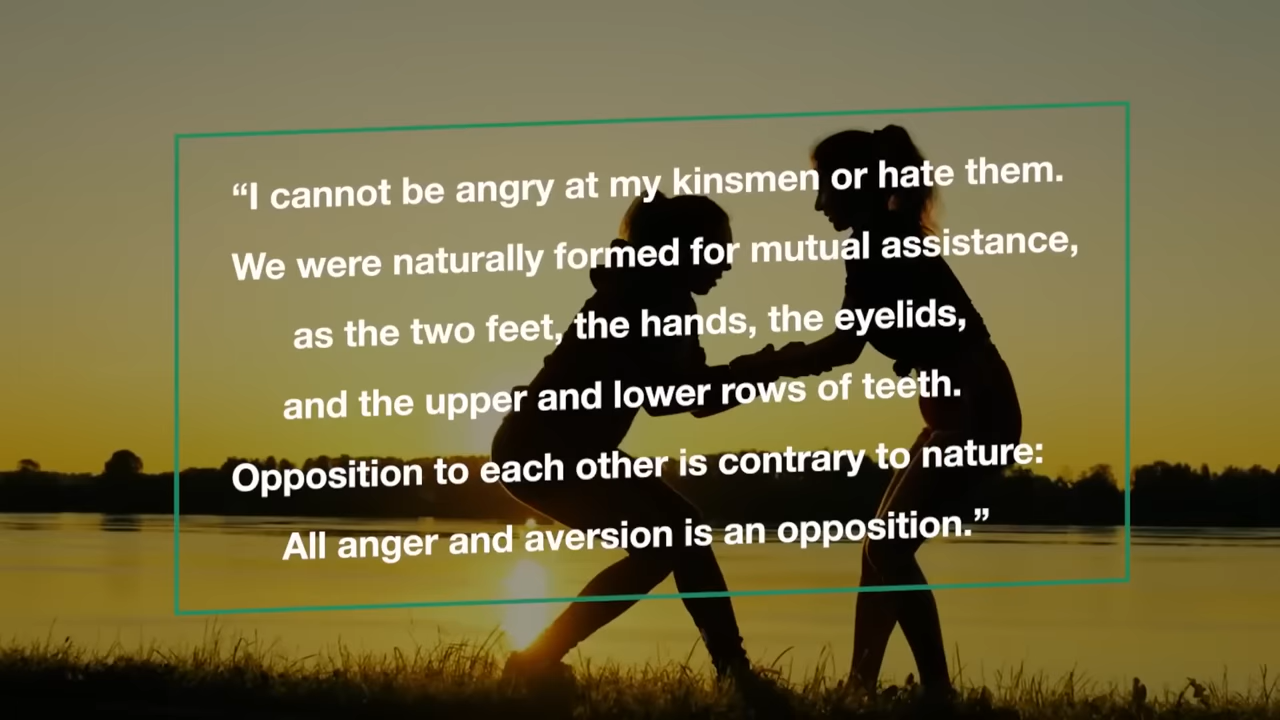 “I cannot be angry at my kinsmen or hate them.
We were naturally formed for mutual assistance,
as the two feet, the hands, the eyelids,
and the upper and lower rows of teeth.
Opposition to each other is contrary to nature:
All anger and aversion is an opposition.”